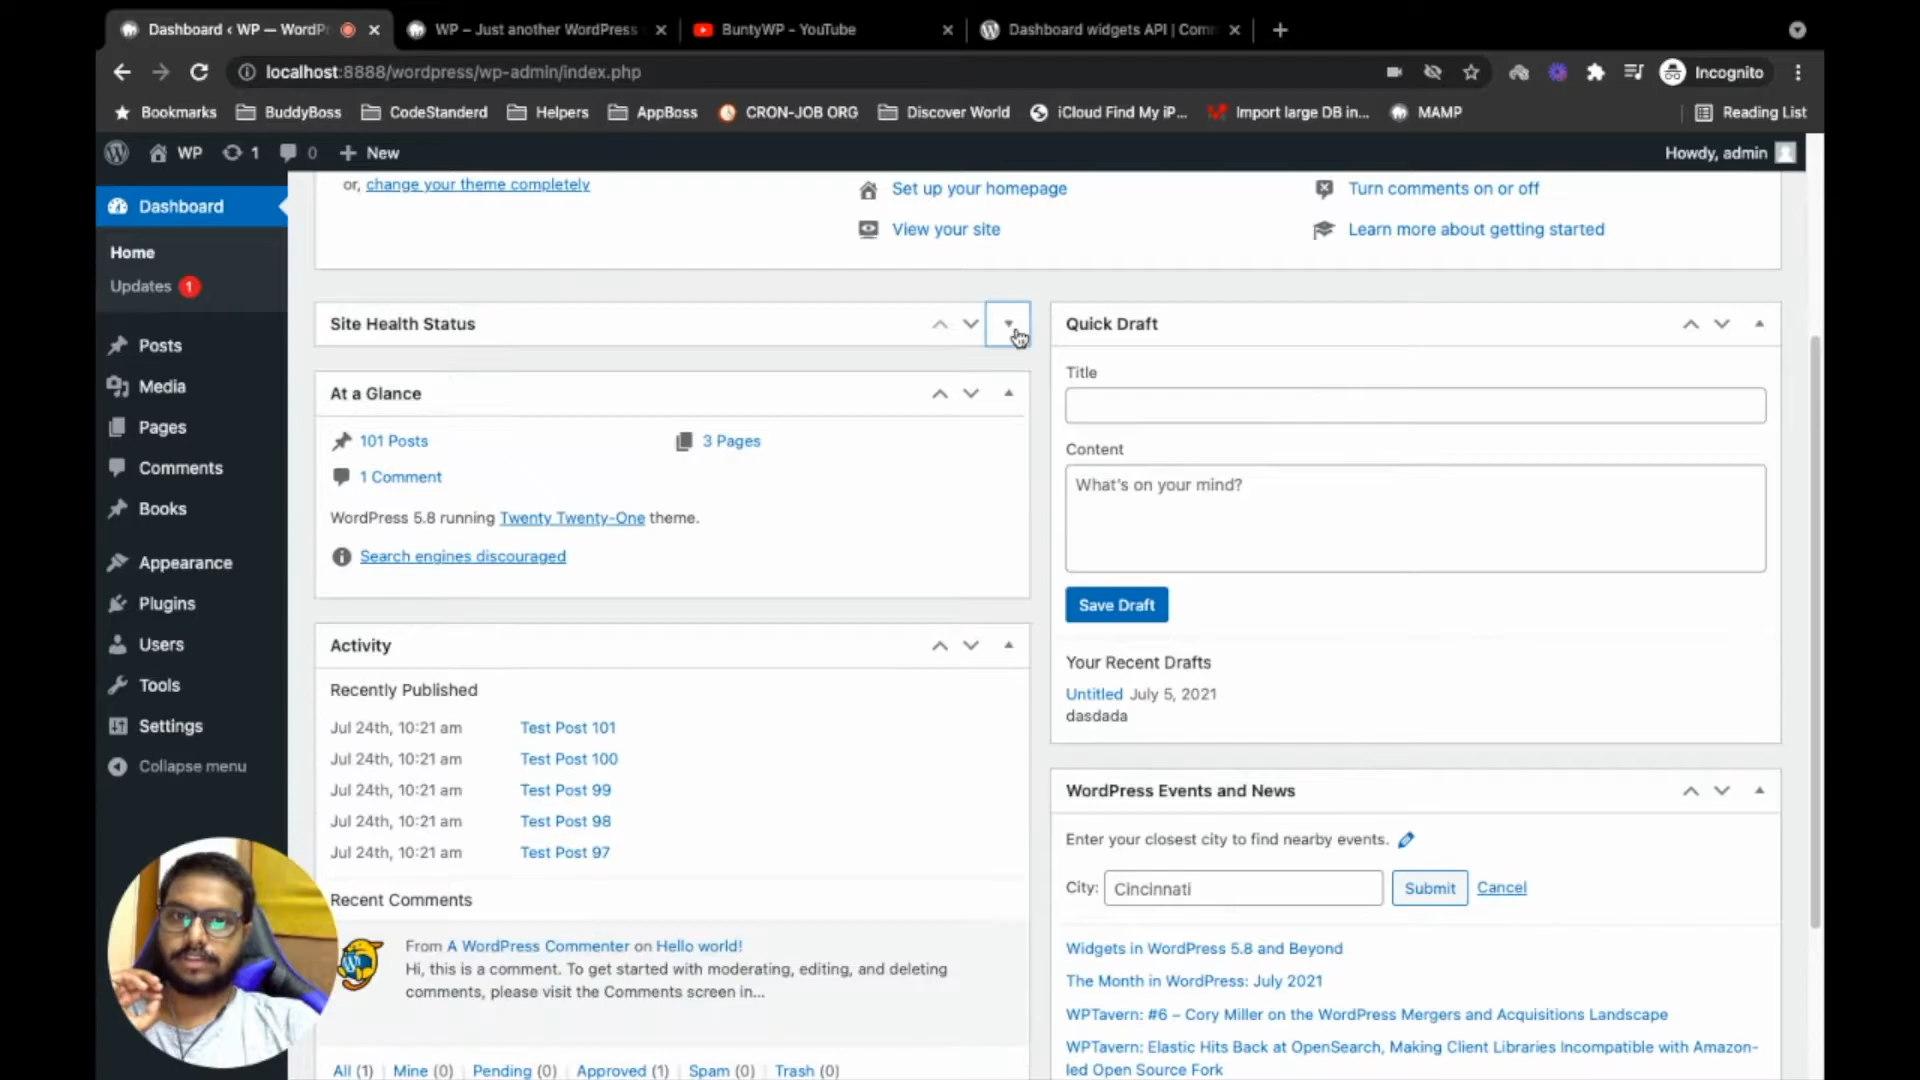 Dashboard ‹ WP — WordP
WP – Just another WordPress
BuntyWP - YouTube
Dashboard widgets API | Com
localhost:8888/wordpress/wp-admin/index.php
Incognito
Bookmarks
BuddyBoss
CodeStanderd
Helpers
AppBoss
CRON-JOB ORG
Discover World
iCloud Find My iP...
Import large DB in...
MAMP
Reading List
WP
1
0
New
Howdy, admin
Dashboard
Home
Updates 1
Posts
Media
Pages
Comments
Books
Appearance
Plugins
Users
Tools
Settings
Collapse menu
or, change your theme completely
Set up your homepage
View your site
Turn comments on or off
Learn more about getting started
Site Health Status
At a Glance
101 Posts
3 Pages
1 Comment
WordPress 5.8 running Twenty Twenty-One theme.
Search engines discouraged
Activity
Recently Published
Jul 24th, 10:21 am Test Post 101
Jul 24th, 10:21 am Test Post 100
Jul 24th, 10:21 am Test Post 99
Jul 24th, 10:21 am Test Post 98
Jul 24th, 10:21 am Test Post 97
Recent Comments
From A WordPress Commenter on Hello world!
Hi, this is a comment. To get started with moderating, editing, and deleting
comments, please visit the Comments screen in...
All (1) | Mine (0) | Pending (0) | Approved (1) | Spam (0) | Trash (0)
Quick Draft
Title
Content
What's on your mind?
Save Draft
Your Recent Drafts
Untitled July 5, 2021
dasdada
WordPress Events and News
Enter your closest city to find nearby events.
City: Cincinnati Submit Cancel
Widgets in WordPress 5.8 and Beyond
The Month in WordPress: July 2021
WPTavern: #6 – Cory Miller on the WordPress Mergers and Acquisitions Landscape
WPTavern: Elastic Hits Back at OpenSearch, Making Client Libraries Incompatible with Amazon-
led Open Source Fork